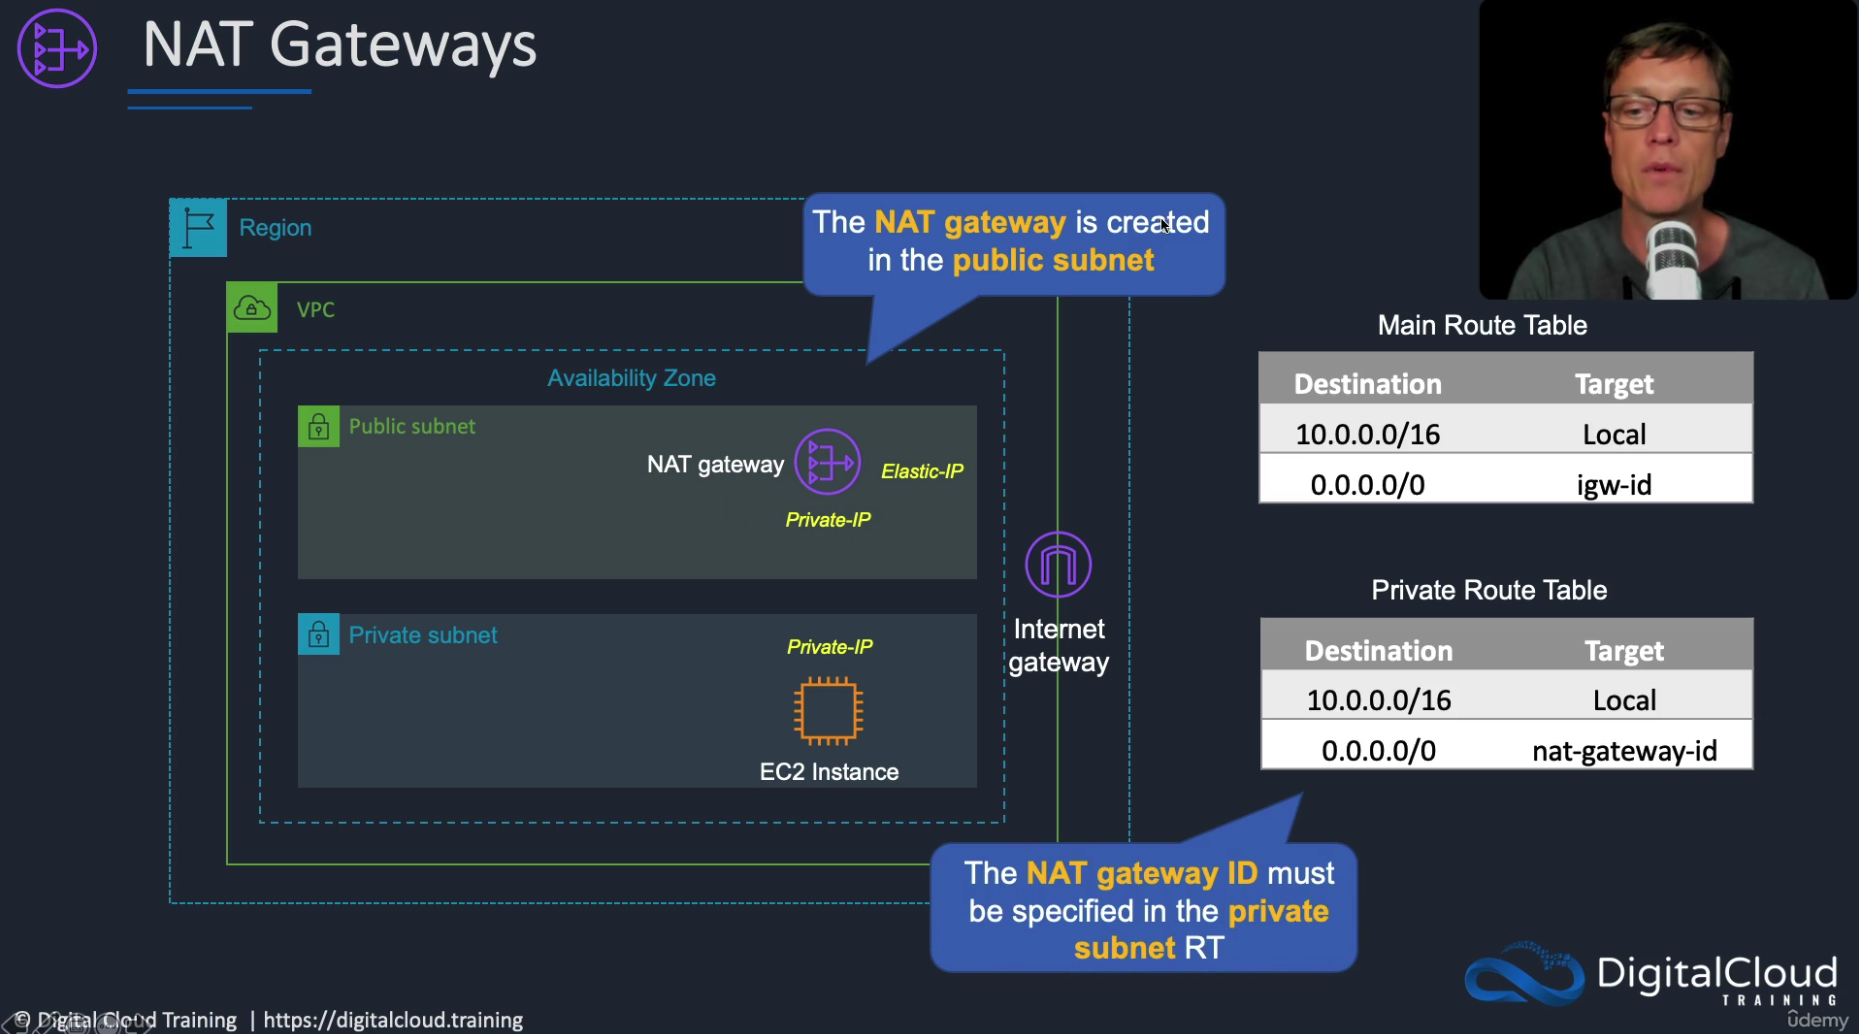 NAT Gateways
Region
The NAT gateway is created
in the public subnet
VPC
Availability Zone
Public subnet
NAT gateway
Elastic-IP
Private-IP
Private subnet
Private-IP
EC2 Instance
Internet
gateway
Main Route Table
Destination Target
10.0.0.0/16 Local
0.0.0.0/0 igw-id
Private Route Table
Destination Target
10.0.0.0/16 Local
0.0.0.0/0 nat-gateway-id
The NAT gateway ID must
be specified in the private
subnet RT
DigitalCloud
TRAINING
© Digital Cloud Training | https://digitalcloud.training
ûdemy